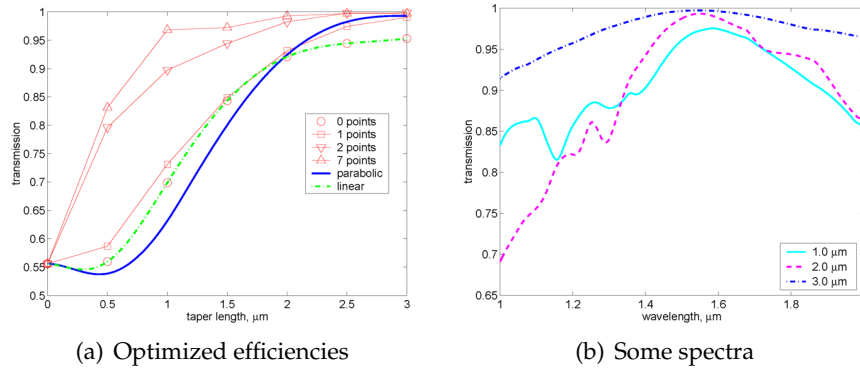 1
0.95
0.9
0.85
0.8
0.75
0.7
0.65
0.6
0.55
0.5
transmission
0 points
1 points
2 points
7 points
parabolic
linear
0
0.5
1
1.5
2
2.5
3
taper length, μm
(a) Optimized efficiencies
1
0.95
0.9
0.85
0.8
0.75
0.7
0.65
transmission
1.0 μm
2.0 μm
3.0 μm
1
1.2
1.4
1.6
1.8
wavelength, μm
(b) Some spectra